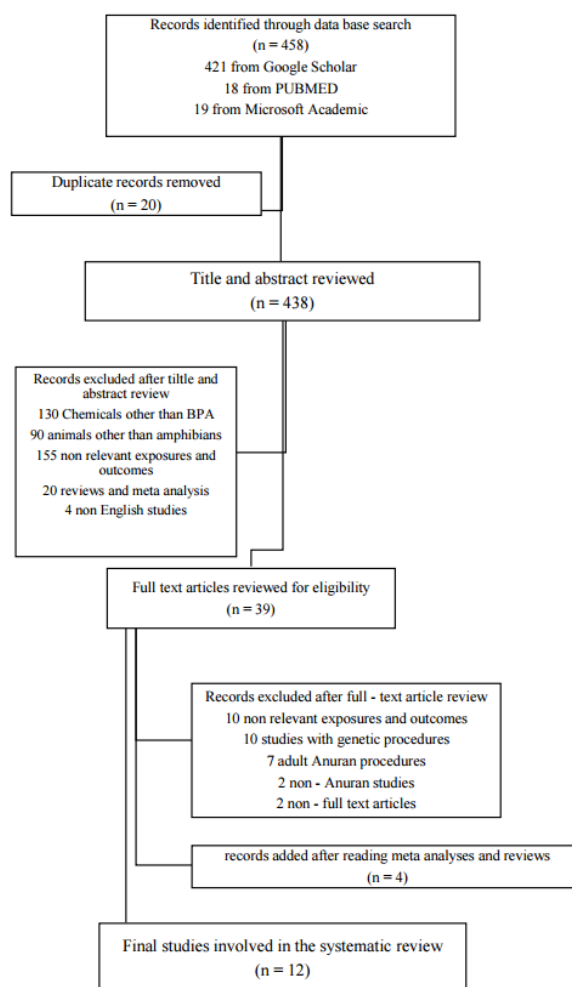 Records identified through data base search
(n = 458)
421 from Google Scholar
18 from PUBMED
19 from Microsoft Academic
Duplicate records removed
(n = 20)
Title and abstract reviewed
(n = 438)
Records excluded after tiltle and
abstract review
130 Chemicals other than BPA
90 animals other than amphibians
155 non relevant exposures and
outcomes
20 reviews and meta analysis
4 non English studies
Full text articles reviewed for eligibility
(n = 39)
Records excluded after full - text article review
10 non relevant exposures and outcomes
10 studies with genetic procedures
7 adult Anuran procedures
2 non - Anuran studies
2 non - full text articles
records added after reading meta analyses and reviews
(n = 4)
Final studies involved in the systematic review
(n = 12)